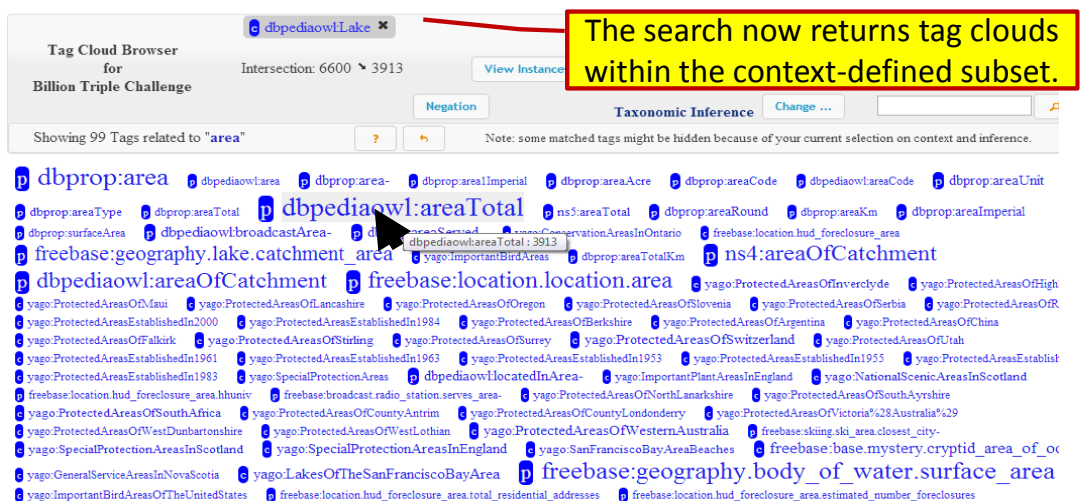 c dbpediaowl:Lake ✖
The search now returns tag clouds within the context-defined subset.
Tag Cloud Browser
for
Billion Triple Challenge
Intersection: 6600 ➘ 3913
View Instance
Negation
Taxonomic Inference Change ...
Showing 99 Tags related to "area"
?
Note: some matched tags might be hidden because of your current selection on context and inference.
p dbprop:area p dbpediaowl:area p dbprop:area- p dbprop:area1Imperial p dbprop:areaAcre p dbprop:areaCode p dbpediaowl:areaCode p dbprop:areaUnit
p dbprop:areaType p dbprop:areaTotal p dbpediaowl:areaTotal p ns5:areaTotal p dbprop:areaRound p dbprop:areaKm p dbprop:areaImperial
p dbprop:surfaceArea p dbpediaowl:broadcastArea- p areaServed ConservationAreasInOntario c freebase:location.hud_foreclosure_area
dbpediaowl:areaTotal : 3913
p freebase:geography.lake.catchment_area c yago:ImportantBirdAreas p dbprop:areaTotalKm p ns4:areaOfCatchment
p dbpediaowl:areaOfCatchment p freebase:location.location.area c yago:ProtectedAreasOfInverclyde c yago:ProtectedAreasOfHigh
c yago:ProtectedAreasOfMaui c yago:ProtectedAreasOfLancashire c yago:ProtectedAreasOfOregon c yago:ProtectedAreasOfSlovenia c yago:ProtectedAreasOfSerbia c yago:ProtectedAreasOfR
c yago:ProtectedAreasEstablishedIn2000 c yago:ProtectedAreasEstablishedIn1984 c yago:ProtectedAreasOfBerkshire c yago:ProtectedAreasOfArgentina c yago:ProtectedAreasOfChina
c yago:ProtectedAreasOfFalkirk c yago:ProtectedAreasOfStirling c yago:ProtectedAreasOfSurrey c yago:ProtectedAreasOfSwitzerland c yago:ProtectedAreasOfUtah
c yago:ProtectedAreasEstablishedIn1961 c yago:ProtectedAreasEstablishedIn1963 c yago:ProtectedAreasEstablishedIn1953 c yago:ProtectedAreasEstablishedIn1955 c yago:ProtectedAreasEstablish
c yago:ProtectedAreasEstablishedIn1983 c yago:SpecialProtectionAreas p dbpediaowl:locatedInArea- c yago:ImportantPlantAreasInEngland c yago:NationalScenicAreasInScotland
p freebase:location.hud_foreclosure_area.hhuniv p freebase:broadcast.radio_station.serves_area- c yago:ProtectedAreasOfNorthLanarkshire c yago:ProtectedAreasOfSouthAyrshire
c yago:ProtectedAreasOfSouthAfrica c yago:ProtectedAreasOfCountyAntrim c yago:ProtectedAreasOfCountyLondonderry c yago:ProtectedAreasOfVictoria%28Australia%29
c yago:ProtectedAreasOfWestDunbartonshire c yago:ProtectedAreasOfWestLothian c yago:ProtectedAreasOfWesternAustralia p freebase:skiing.ski_area.closest_city-
c yago:SpecialProtectionAreasInScotland c yago:SpecialProtectionAreasInEngland c yago:SanFranciscoBayAreaBeaches c freebase:base.mystery.cryptid_area_of_oc
c yago:GeneralServiceAreasInNovaScotia c yago:LakesOfTheSanFranciscoBayArea p freebase:geography.body_of_water.surface_area
c yago:ImportantBirdAreasOfTheUnitedStates p freebase:location.hud_foreclosure_area.total_residential_addresses p freebase:location.hud_foreclosure_area.estimated_number_foreclosures